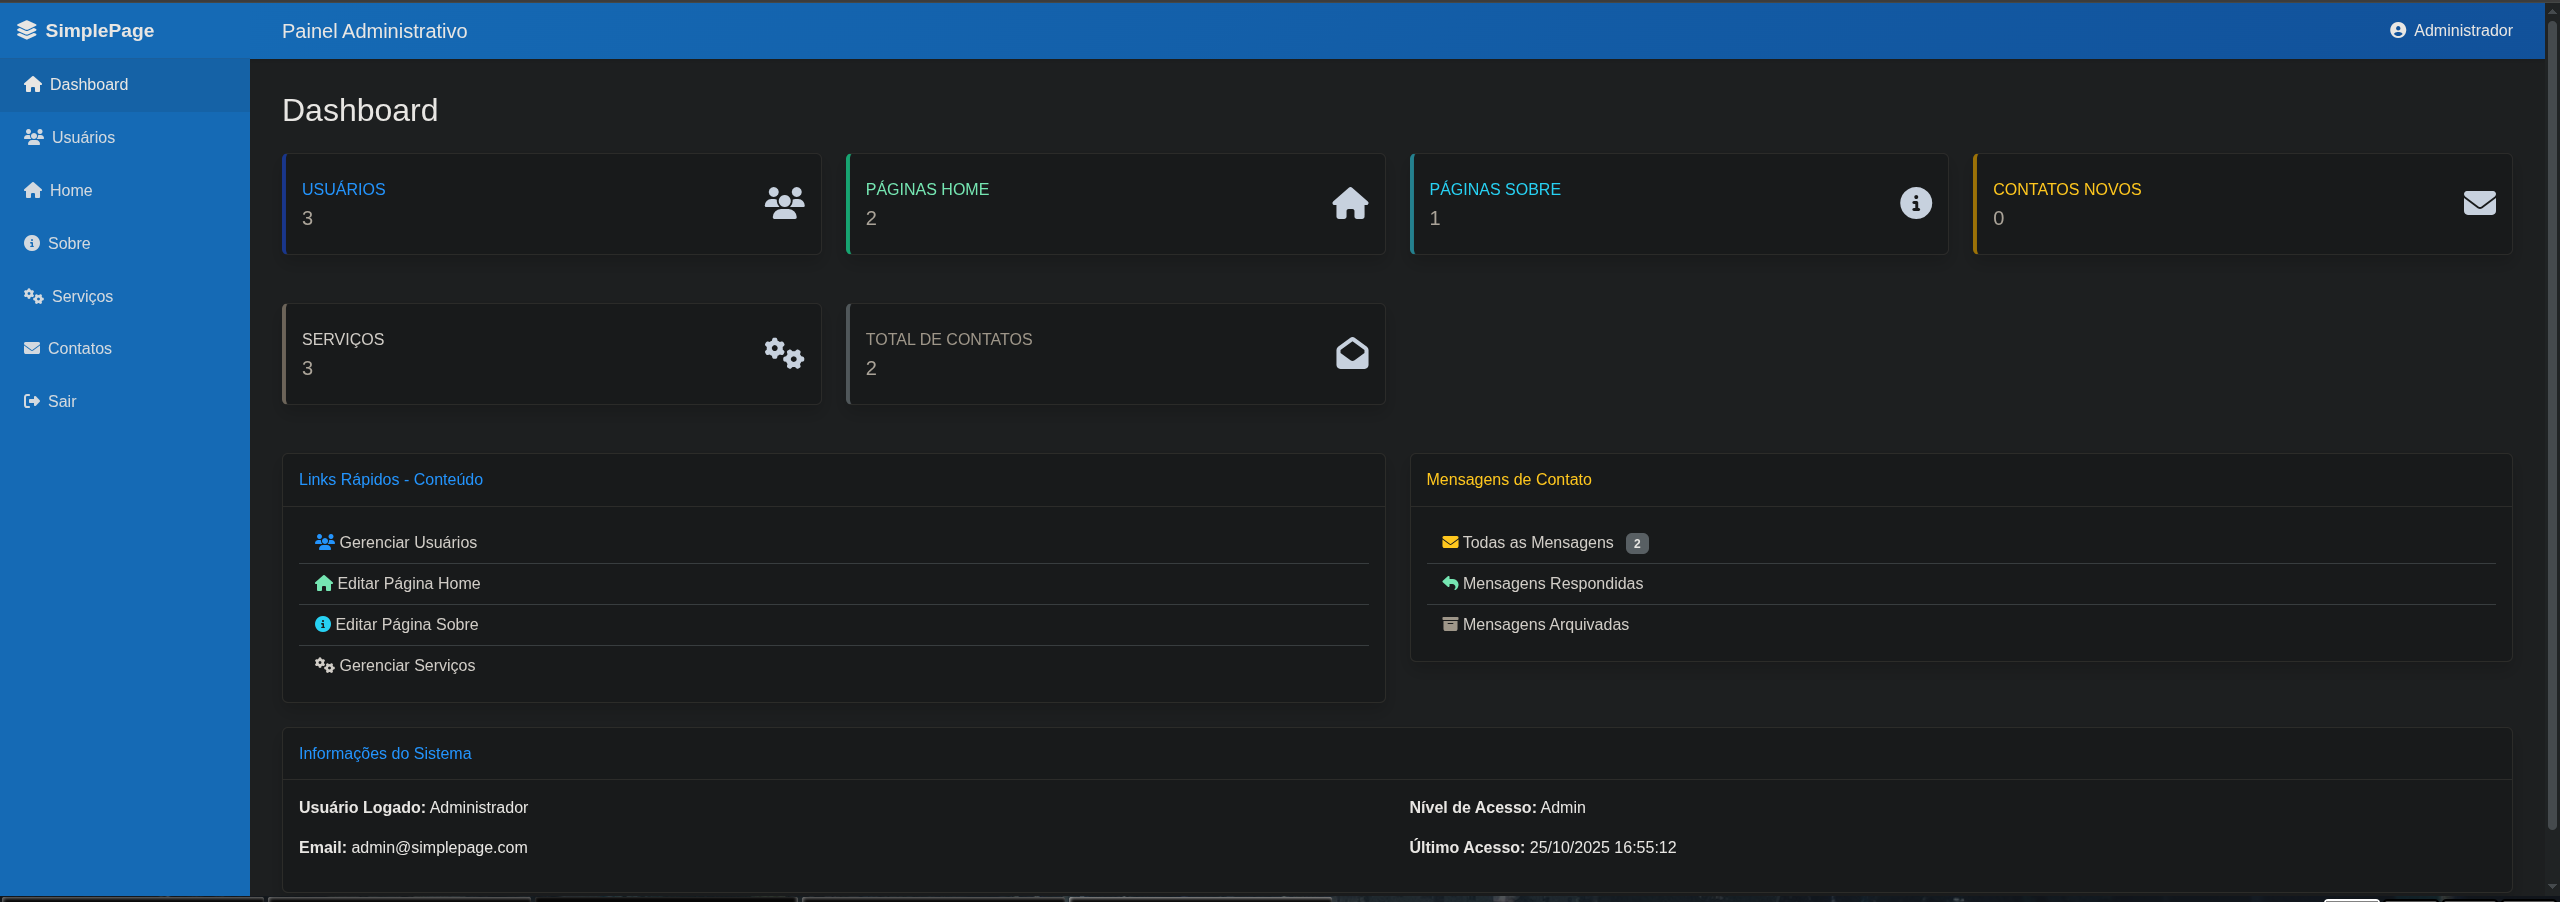 SimplePage
Painel Administrativo
Administrador
Dashboard
Usuários
Home
Sobre
Serviços
Contatos
Sair
Dashboard
USUÁRIOS
3
PÁGINAS HOME
2
PÁGINAS SOBRE
1
CONTATOS NOVOS
0
SERVIÇOS
3
TOTAL DE CONTATOS
2
Links Rápidos - Conteúdo
Gerenciar Usuários
Editar Página Home
Editar Página Sobre
Gerenciar Serviços
Mensagens de Contato
Todas as Mensagens 2
Mensagens Respondidas
Mensagens Arquivadas
Informações do Sistema
Usuário Logado: Administrador
Email: admin@simplepage.com
Nível de Acesso: Admin
Último Acesso: 25/10/2025 16:55:12